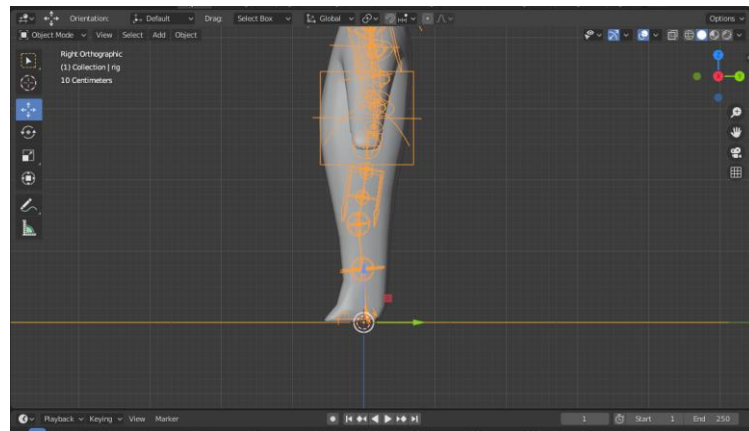 Orientation: Default Drag: Select Box Global Options
Object Mode View Select Add Object
Right Orthographic
(1) Collection | rig
10 Centimeters
Z
X
Y
Playback Keying View Marker 1 Start 1 End 250